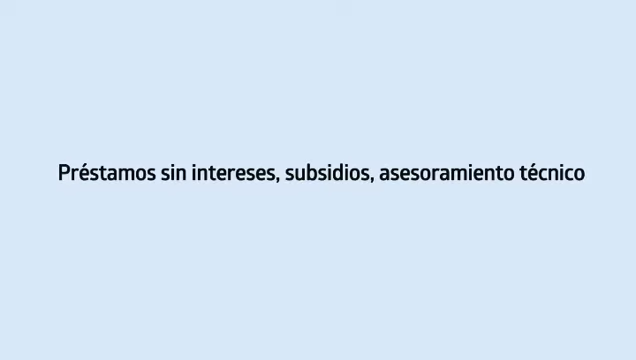 Préstamos sin intereses, subsidios, asesoramiento técnico